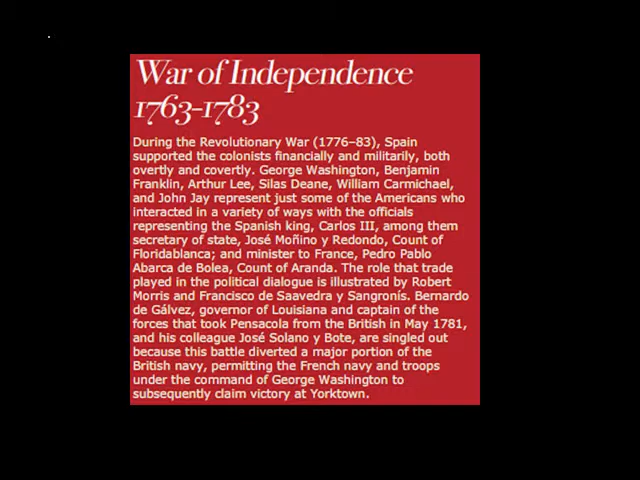 War of Independence
1763-1783
During the Revolutionary War (1776–83), Spain
supported the colonists financially and militarily, both
overtly and covertly. George Washington, Benjamin
Franklin, Arthur Lee, Silas Deane, William Carmichael,
and John Jay represent just some of the Americans who
interacted in a variety of ways with the officials
representing the Spanish king, Carlos III, among them
secretary of state, José Moñino y Redondo, Count of
Floridablanca; and minister to France, Pedro Pablo
Abarca de Bolea, Count of Aranda. The role that trade
played in the political dialogue is illustrated by Robert
Morris and Francisco de Saavedra y Sangronís. Bernardo
de Gálvez, governor of Louisiana and captain of the
forces that took Pensacola from the British in May 1781,
and his colleague José Solano y Bote, are singled out
because this battle diverted a major portion of the
British navy, permitting the French navy and troops
under the command of George Washington to
subsequently claim victory at Yorktown.